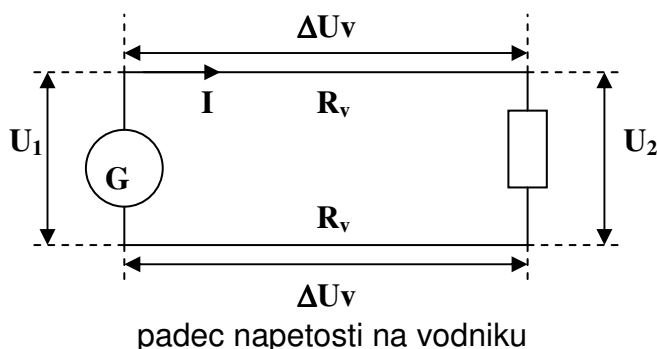 ΔUv
I Rv
U1 U2
G
Rv
ΔUv
padec napetosti na vodniku